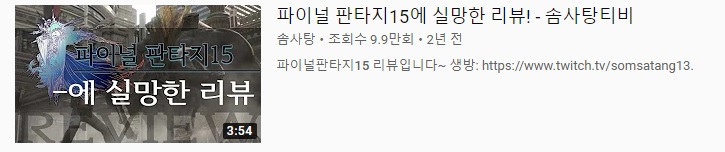 파이널 판타지15
-에 실망한 리뷰
REVIEW
3:54
파이널 판타지15에 실망한 리뷰! - 솜사탕티비
솜사탕 • 조회수 9.9만회 • 2년 전
파이널판타지15 리뷰입니다~ 생방: https://www.twitch.tv/somsatang13.